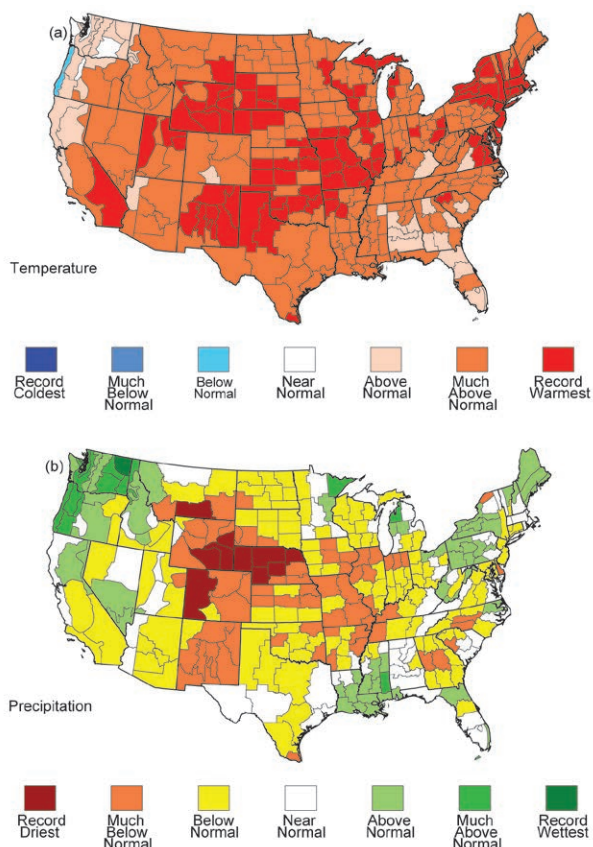 (a)
Temperature
Record
Coldest
Much
Below
Normal
Below
Normal
Near
Normal
Above
Normal
Much
Above
Normal
Record
Warmest
(b)
Precipitation
Record
Driest
Much
Below
Normal
Below
Normal
Near
Normal
Above
Normal
Much
Above
Normal
Record
Wettest